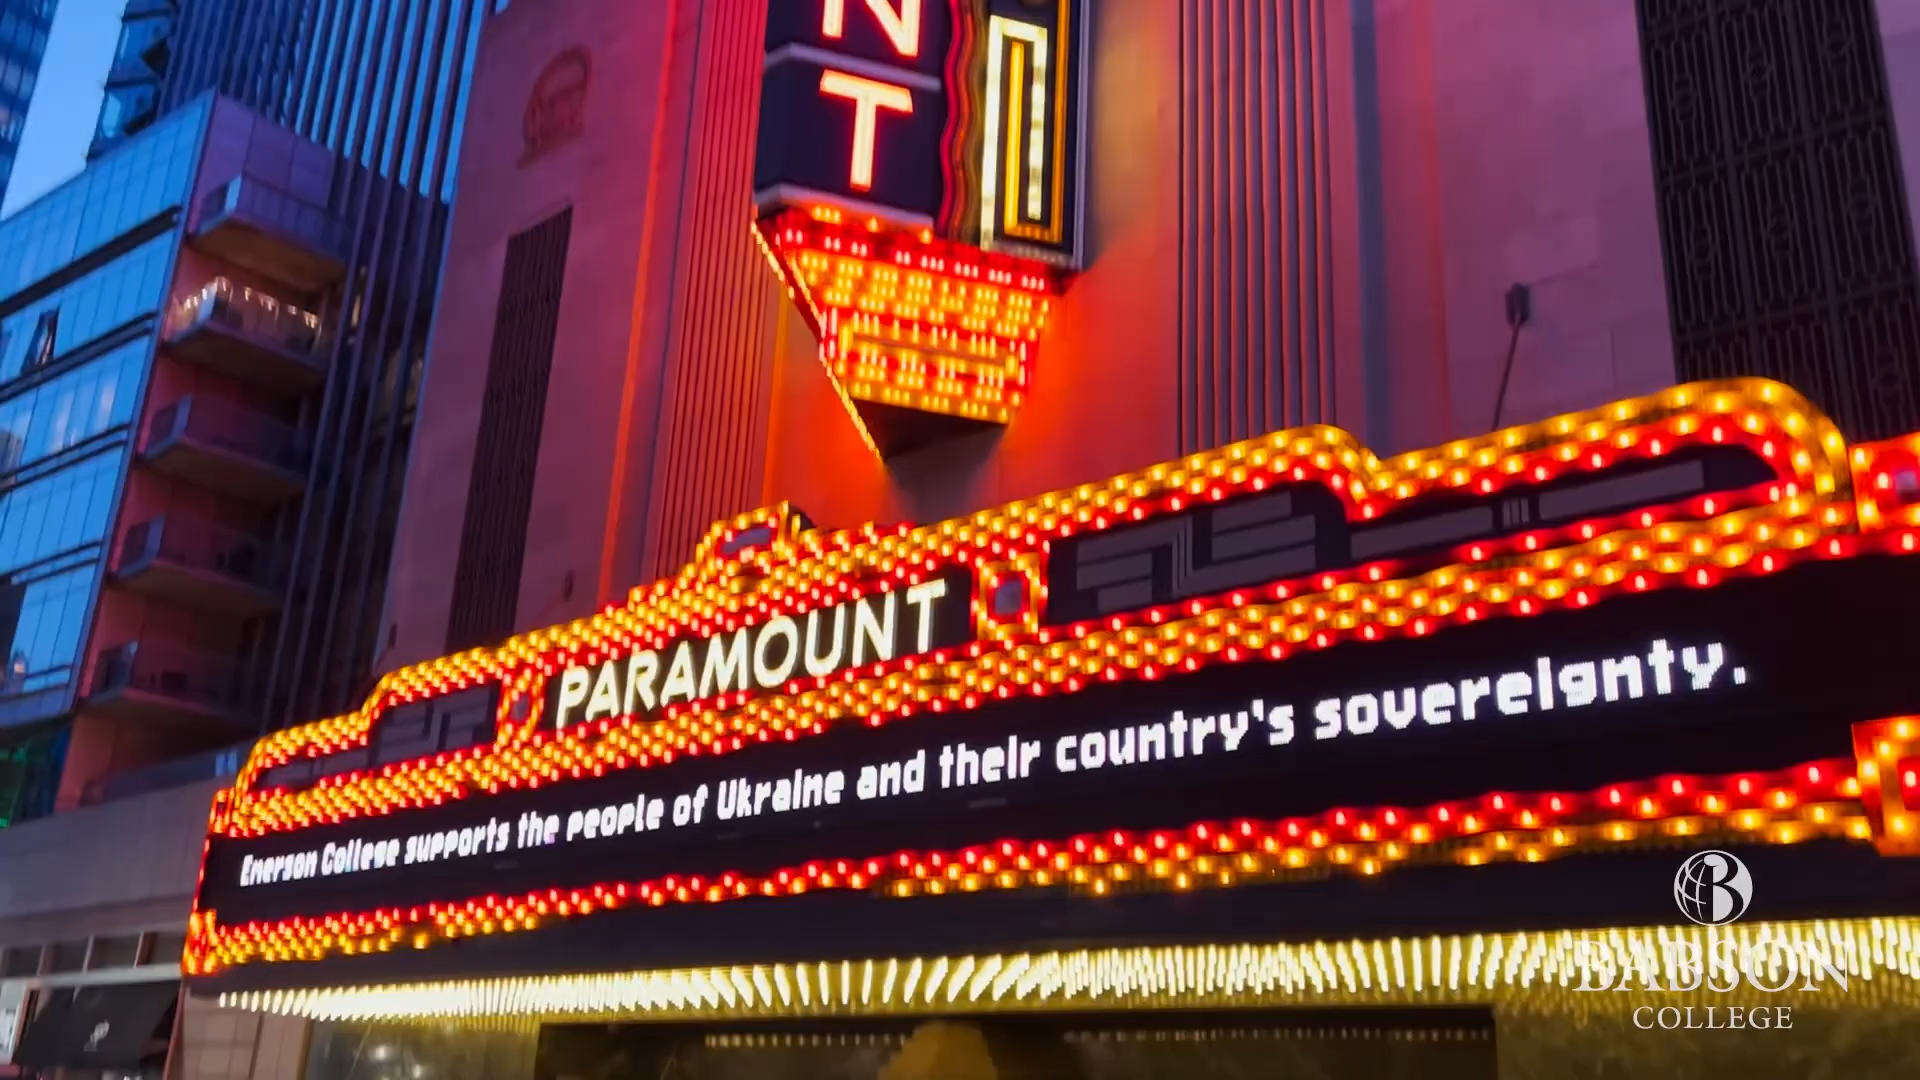 NT
PARAMOUNT
Emerson College supports the people of Ukraine and their country's sovereignty.
B
BABSON
COLLEGE